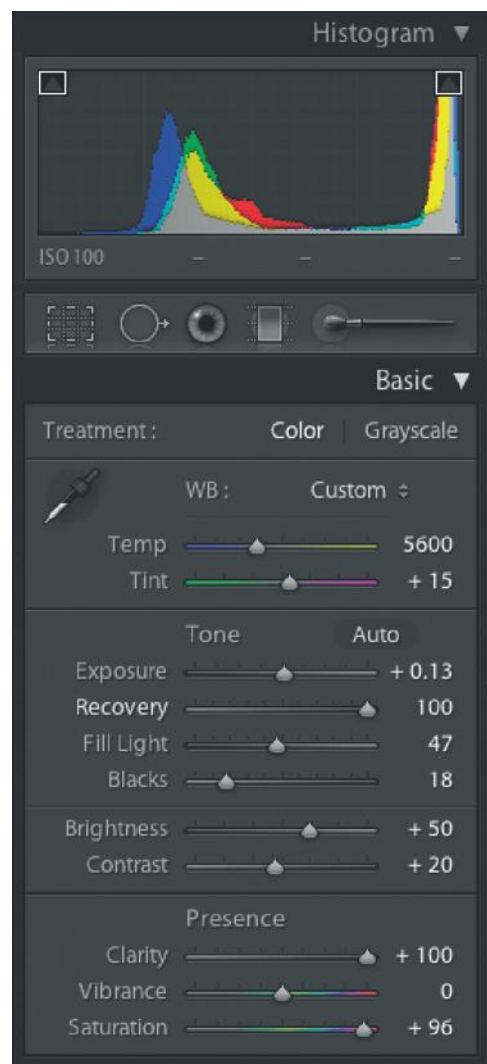 Histogram ▼
ISO 100 – – –
Basic ▼
Treatment : Color | Grayscale
WB : Custom
Temp 5600
Tint + 15
Tone Auto
Exposure + 0.13
Recovery 100
Fill Light 47
Blacks 18
Brightness + 50
Contrast + 20
Presence
Clarity + 100
Vibrance 0
Saturation + 96